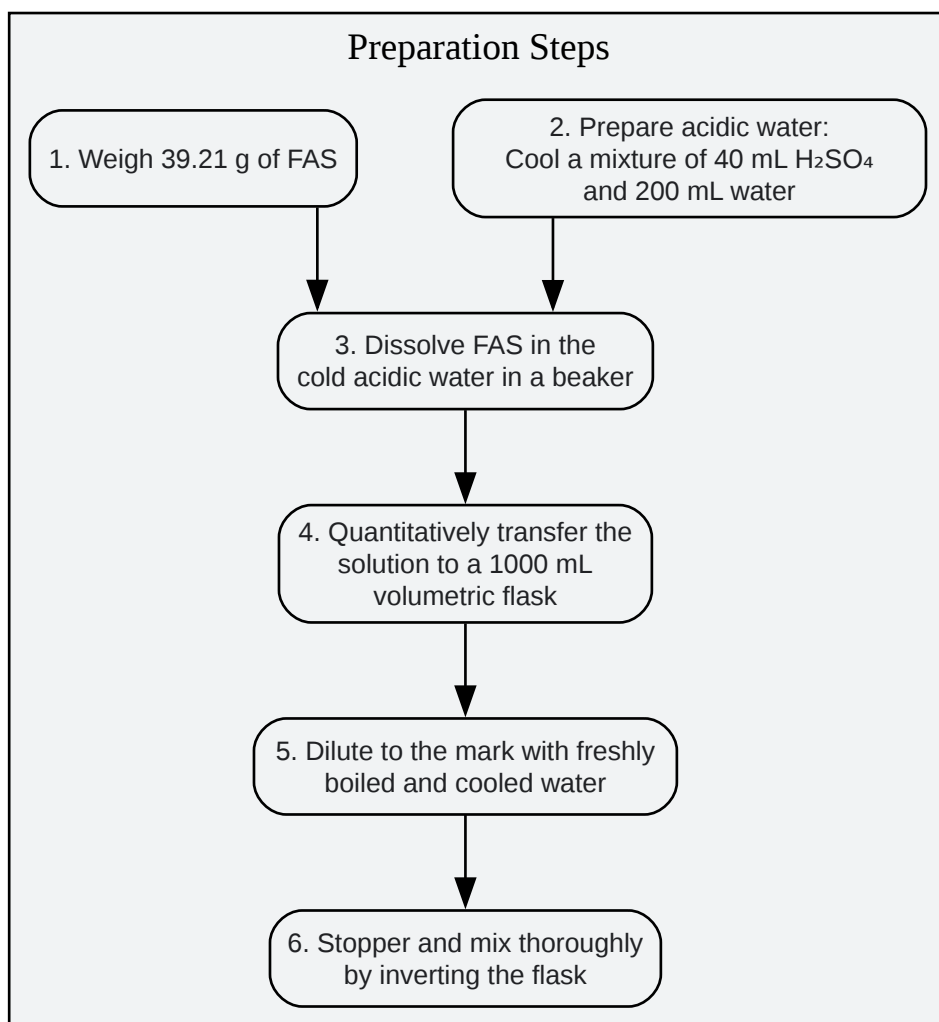 Preparation Steps
1. Weigh 39.21 g of FAS
2. Prepare acidic water:
Cool a mixture of 40 mL H₂SO₄
and 200 mL water
3. Dissolve FAS in the
cold acidic water in a beaker
4. Quantitatively transfer the
solution to a 1000 mL
volumetric flask
5. Dilute to the mark with freshly
boiled and cooled water
6. Stopper and mix thoroughly
by inverting the flask